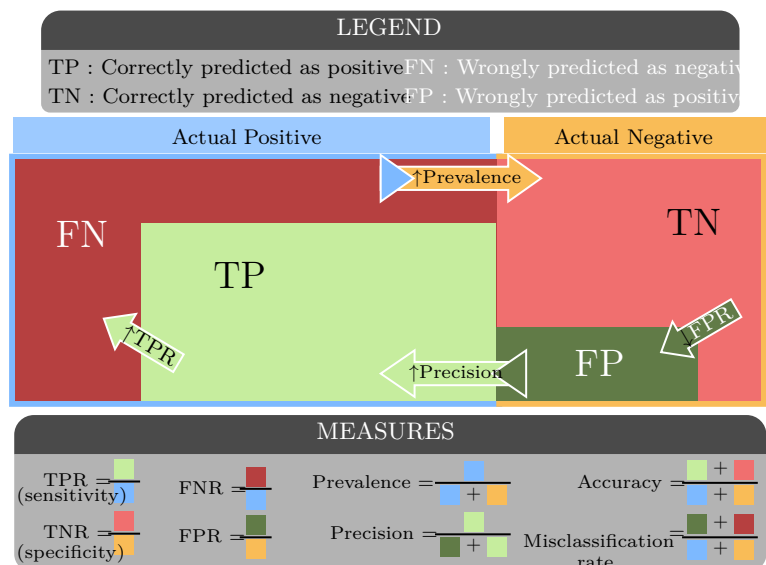 LEGEND
TP : Correctly predicted as positive FN : Wrongly predicted as negativ
TN : Correctly predicted as negative FP : Wrongly predicted as positive
Actual Positive Actual Negative
↑Prevalence
FN TN
TP
↑TPR ↓FPR
↑Precision FP
MEASURES
TPR = FNR = Prevalence = + Accuracy = + +
(sensitivity)
TNR = FPR = Precision = + = + +
(specificity) Misclassification
rate